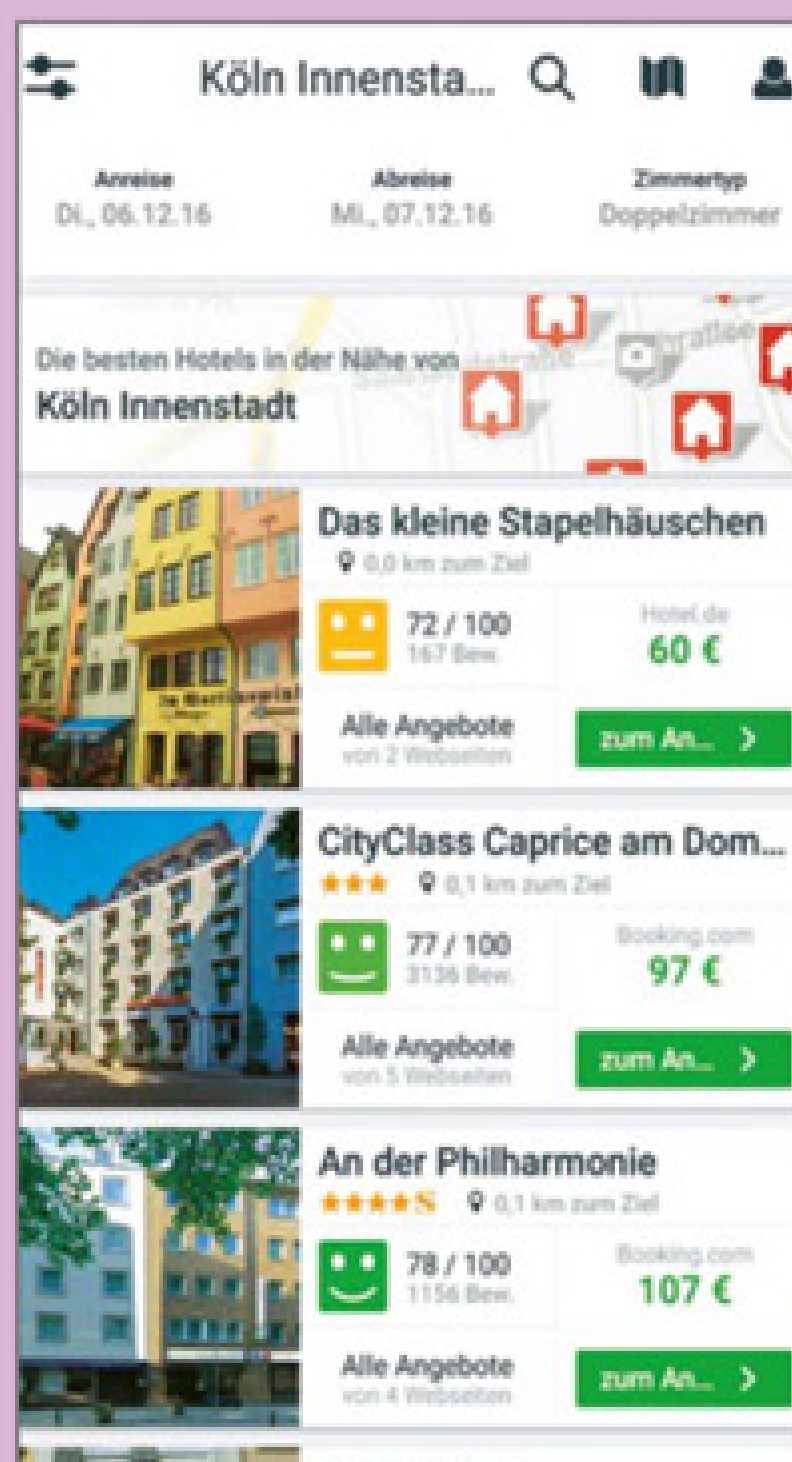 Köln Innensta...
Anreise
Abreise
Zimmertyp
Di., 06.12.16
Mi., 07.12.16
Doppelzimmer
Die besten Hotels in der Nähe von
Köln Innenstadt
Das kleine Stapelhäuschen
0,0 km zum Ziel
72 / 100
167 Bew.
Hotel.de
60 €
Alle Angebote
von 2 Webseiten
zum An...
CityClass Caprice am Dom...
0,1 km zum Ziel
77 / 100
3136 Bew.
Booking.com
97 €
Alle Angebote
von 5 Webseiten
zum An...
An der Philharmonie
S 0,1 km zum Ziel
78 / 100
1156 Bew.
Booking.com
107 €
Alle Angebote
von 4 Webseiten
zum An...